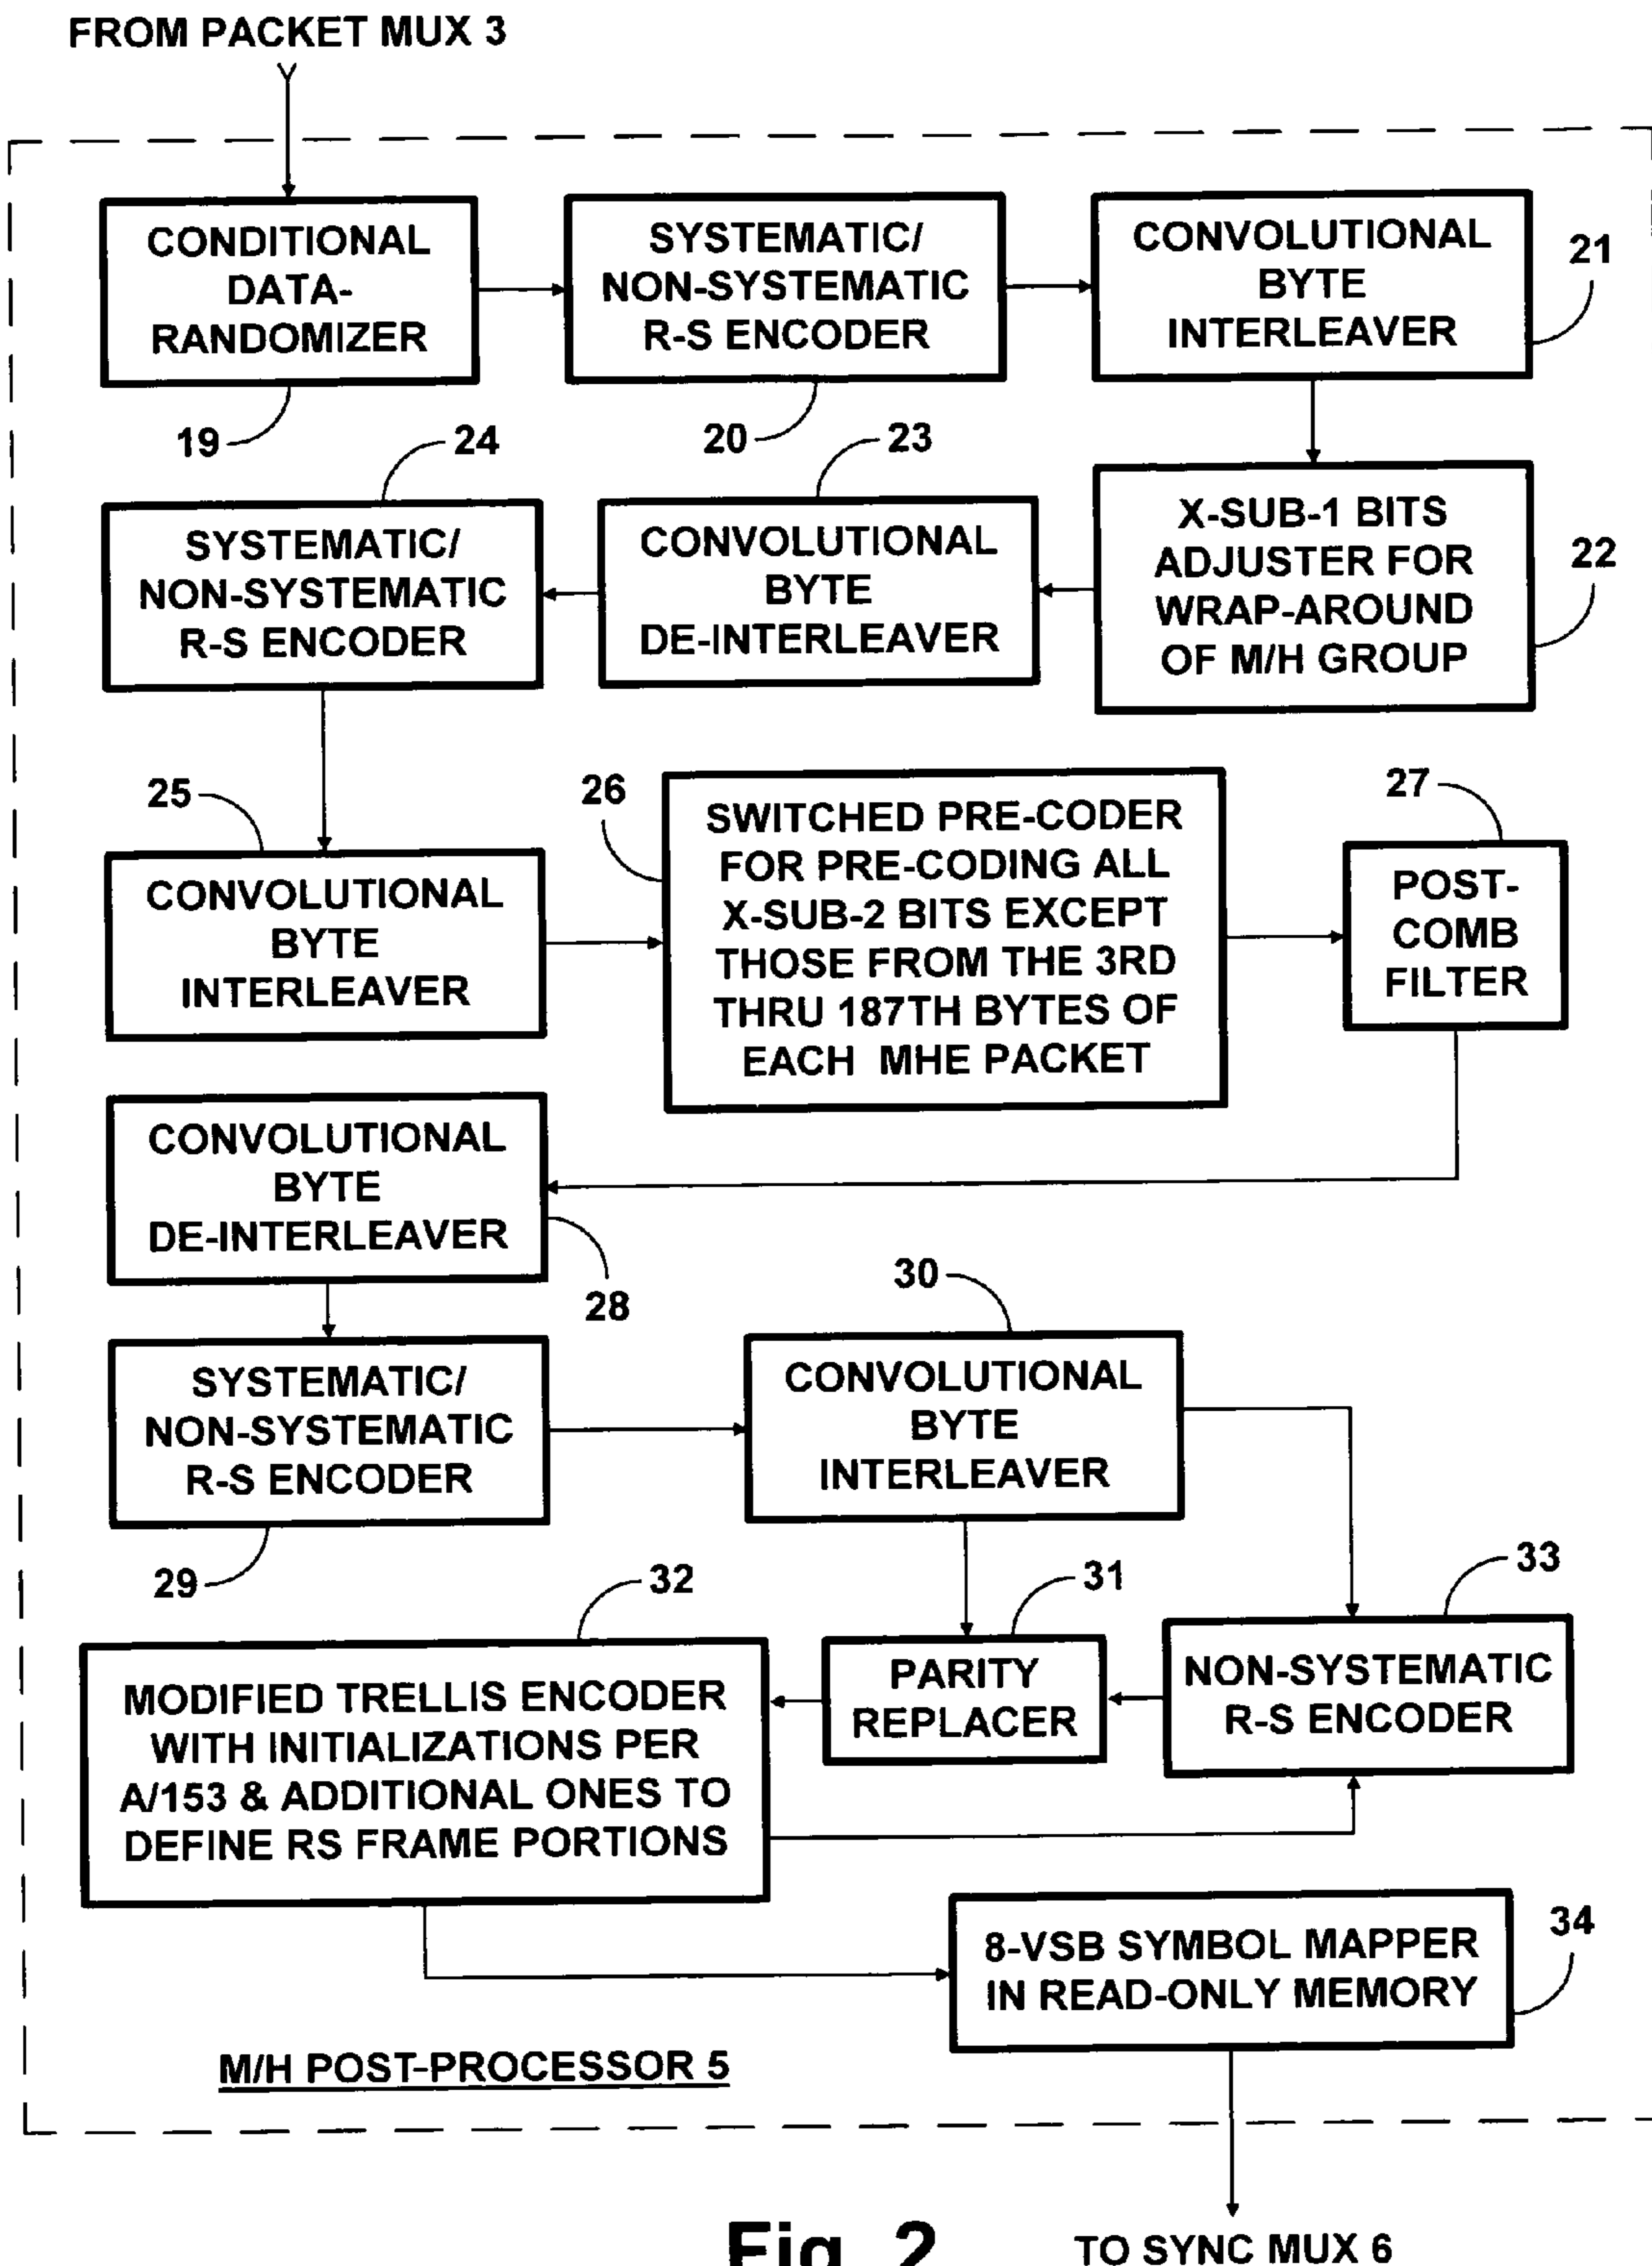 FROM PACKET MUX 3
CONDITIONAL
DATA-
RANDOMIZER
19
SYSTEMATIC/
NON-SYSTEMATIC
R-S ENCODER
20
CONVOLUTIONAL
BYTE
INTERLEAVER
21
24
SYSTEMATIC/
NON-SYSTEMATIC
R-S ENCODER
23
CONVOLUTIONAL
BYTE
DE-INTERLEAVER
X-SUB-1 BITS
ADJUSTER FOR
WRAP-AROUND
OF M/H GROUP
22
25
CONVOLUTIONAL
BYTE
INTERLEAVER
26
SWITCHED PRE-CODER
FOR PRE-CODING ALL
X-SUB-2 BITS EXCEPT
THOSE FROM THE 3RD
THRU 187TH BYTES OF
EACH MHE PACKET
27
POST-
COMB
FILTER
CONVOLUTIONAL
BYTE
DE-INTERLEAVER
28
SYSTEMATIC/
NON-SYSTEMATIC
R-S ENCODER
29
30
CONVOLUTIONAL
BYTE
INTERLEAVER
32
MODIFIED TRELLIS ENCODER
WITH INITIALIZATIONS PER
A/153 & ADDITIONAL ONES TO
DEFINE RS FRAME PORTIONS
31
PARITY
REPLACER
33
NON-SYSTEMATIC
R-S ENCODER
8-VSB SYMBOL MAPPER
IN READ-ONLY MEMORY
34
M/H POST-PROCESSOR 5
Fig. 2
TO SYNC MUX 6